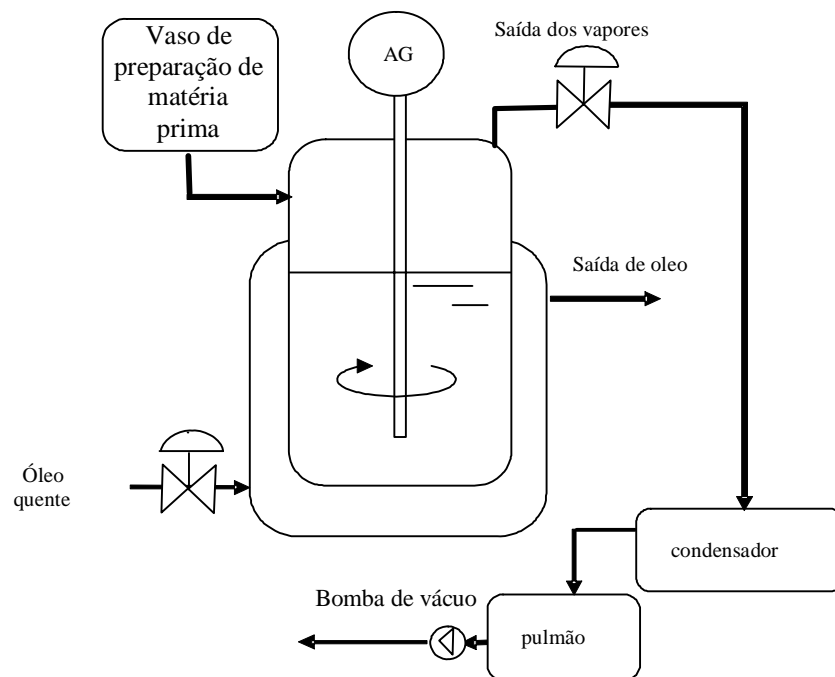 Vaso de
preparação de
matéria
prima
AG
Saída dos vapores
Saída de oleo
Óleo
quente
condensador
Bomba de vácuo
pulmão